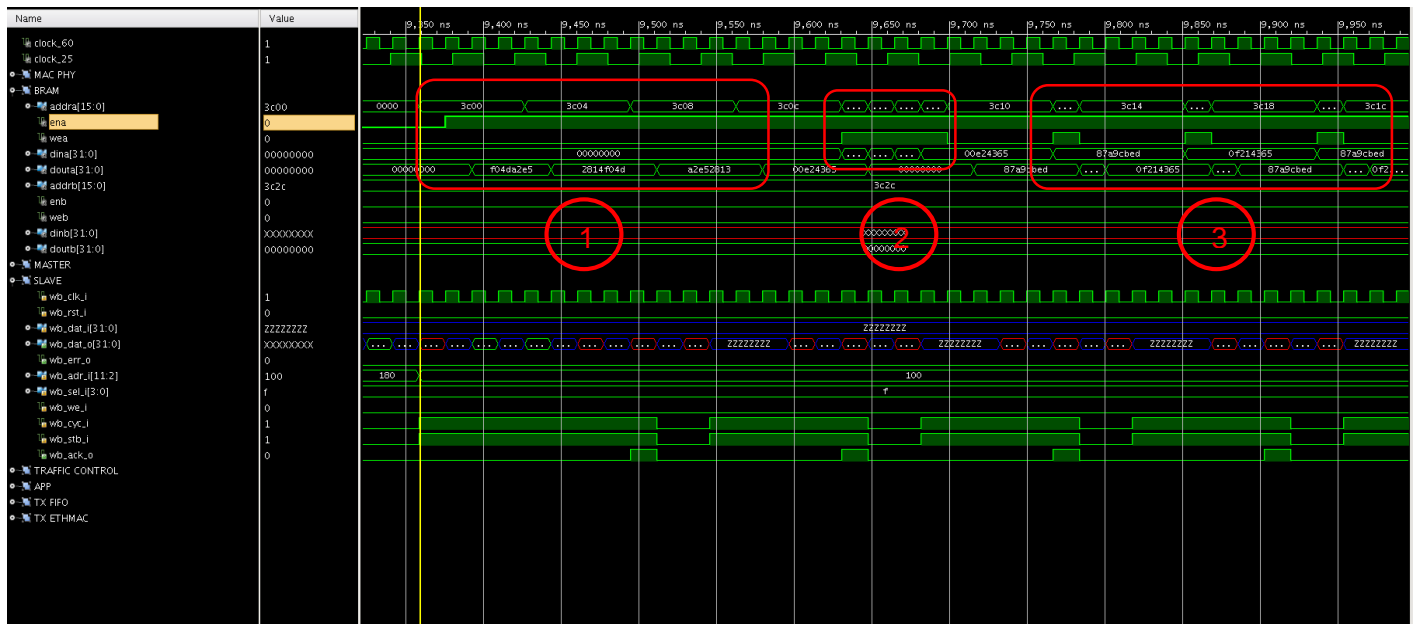 Name Value
9,350 ns 9,400 ns 9,450 ns 9,500 ns 9,550 ns 9,600 ns 9,650 ns 9,700 ns 9,750 ns 9,800 ns 9,850 ns 9,900 ns 9,950 ns
clock_60 1
clock_25 1
MAC PHY
BRAM
addra[15:0] 3c00 0000 3c00 3c04 3c08 3c0c ... ... ... ... 3c10 ... 3c14 ... 3c18 ... 3c1c
ena 0
wea 0
dina[31:0] 00000000 00000000 ... ... ... 00e24365 87a9cbed 0f214365 87a9cbed
douta[31:0] 00000000 00000000 f04da2e5 2814f04d a2e52813 00e24365 00000000 87a9cbed ... 0f214365 ... 87a9cbed ... 0f2...
addrb[15:0] 3c2c 3c2c
enb 0
web 0
dinb[31:0] XXXXXXXX XXXXXXXX
1 2 3
doutb[31:0] 00000000 00000000
MASTER
SLAVE
wb_clk_i 1
wb_rst_i 0
wb_dat_i[31:0] ZZZZZZZZ ZZZZZZZZ
wb_dat_o[31:0] XXXXXXXX ... ... ... ... ... ... ... ... ... ... ... ... ... ZZZZZZZZ ... ... ... ... ... ZZZZZZZZ ... ... ... ... ... ZZZZZZZZ ... ... ... ... ... ZZZZZZZZ
wb_err_o 0
wb_adr_i[11:2] 100 180 100
wb_sel_i[3:0] f f
wb_we_i 0
wb_cyc_i 1
wb_stb_i 1
wb_ack_o 0
TRAFFIC CONTROL
APP
TX FIFO
TX ETHMAC